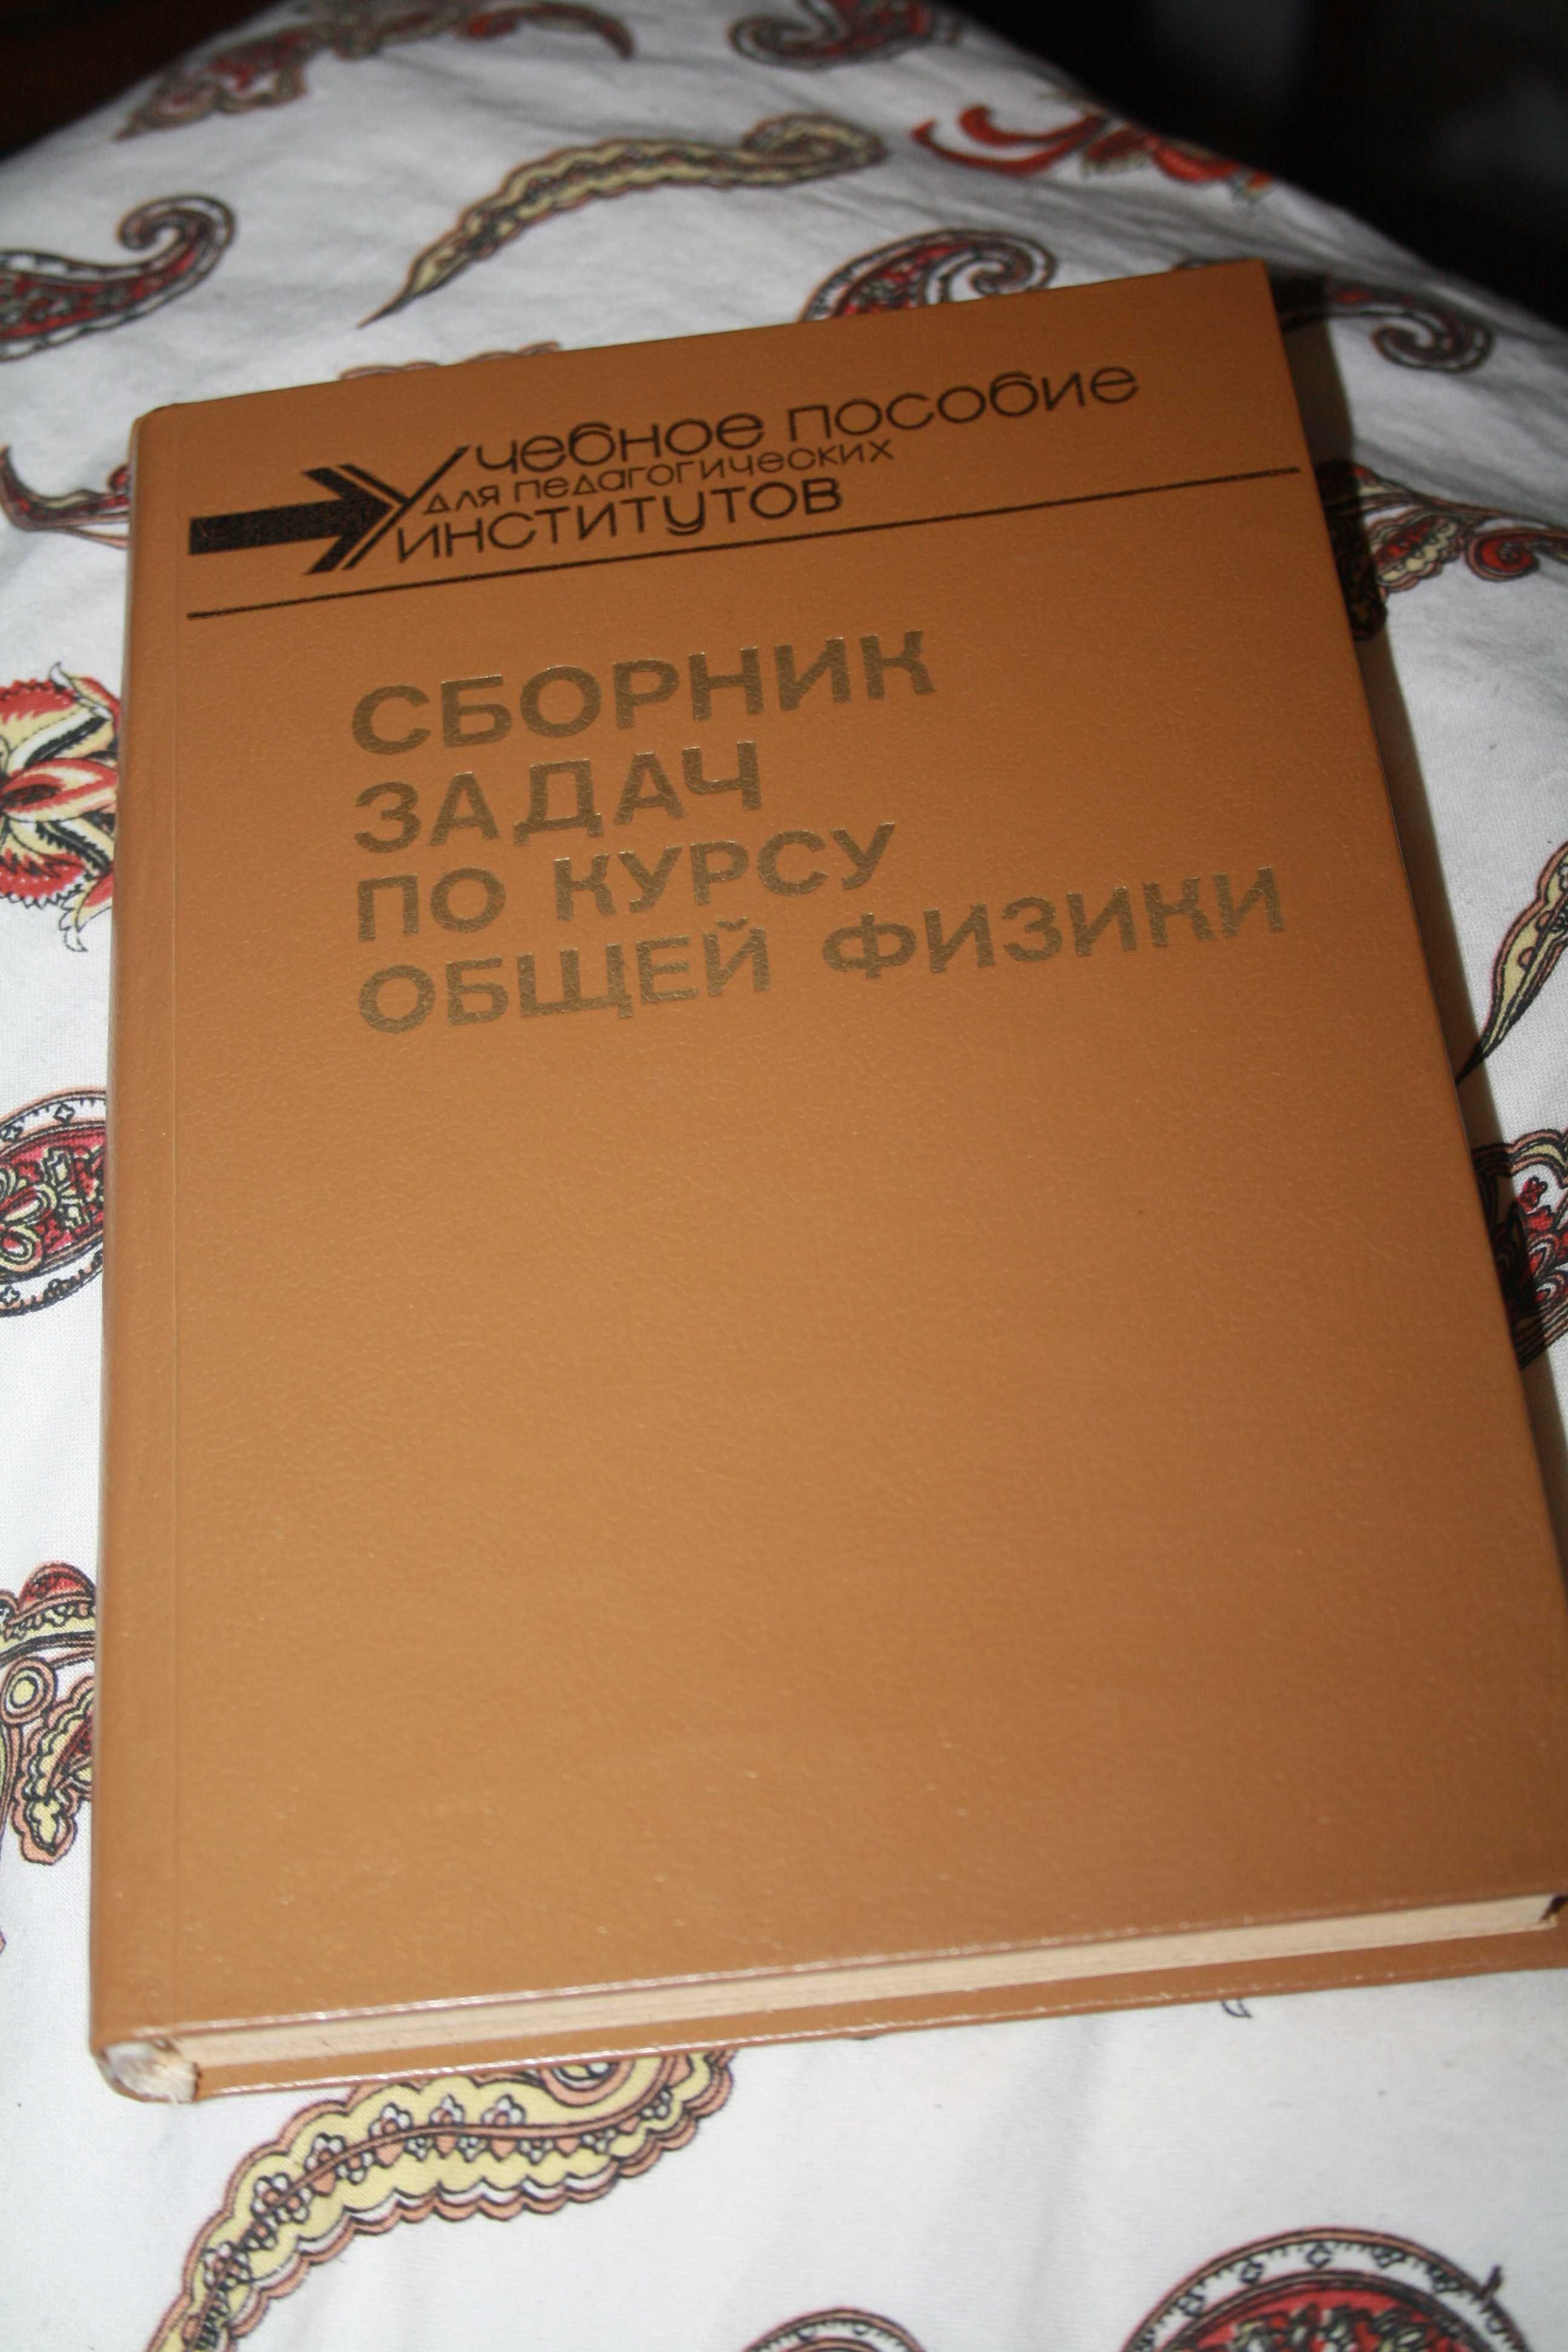 Учебное пособие
для педагогических
институтов
СБОРНИК
ЗАДАЧ
ПО КУРСУ
ОБЩЕЙ ФИЗИКИ